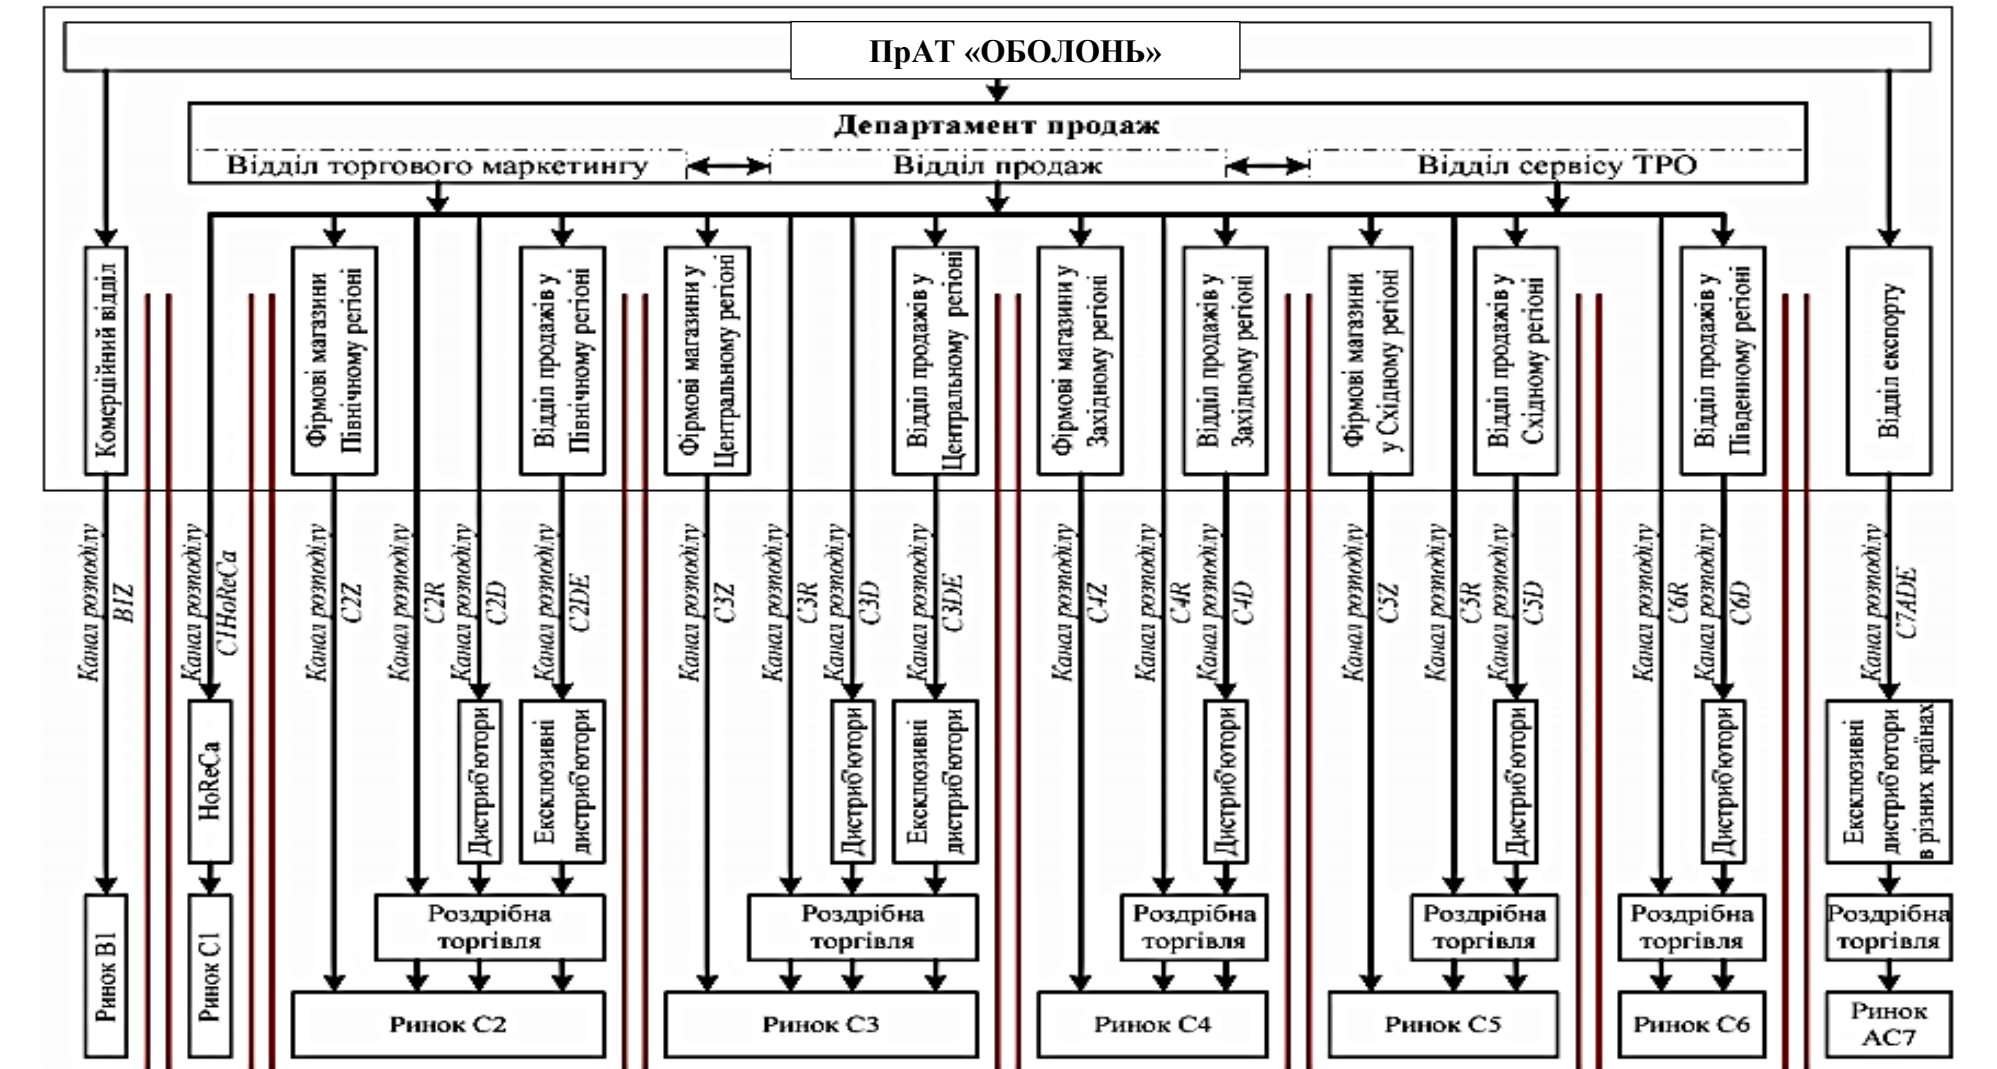 ПрАТ «ОБОЛОНЬ»
Департамент продаж
Відділ торгового маркетингу
Відділ продаж
Відділ сервісу ТРО
Комерційний відділ
Фірмові магазини
Північному регіоні
Відділ продажів у
Північному регіоні
Фірмові магазини у
Центральному регіоні
Відділ продажів у
Центральному регіоні
Фірмові магазини у
Західному регіоні
Відділ продажів у
Західному регіоні
Фірмові магазини
у Східному регіоні
Відділ продажів у
Східному регіоні
Відділ продажів у
Південному регіоні
Відділ експорту
Канал розподілу
B1Z
Канал розподілу
C1HoReCa
Канал розподілу
C2Z
Канал розподілу
C2R
Канал розподілу
C2D
Канал розподілу
C2DE
Канал розподілу
C3Z
Канал розподілу
C3R
Канал розподілу
C3D
Канал розподілу
C3DE
Канал розподілу
C4Z
Канал розподілу
C4R
Канал розподілу
C4D
Канал розподілу
C5Z
Канал розподілу
C5R
Канал розподілу
C5D
Канал розподілу
C6R
Канал розподілу
C6D
Канал розподілу
C7ADE
HoReCa
Дистриб'ютори
Ексклюзивні
дистриб'ютори
Дистриб'ютори
Ексклюзивні
дистриб'ютори
Дистриб'ютори
Дистриб'ютори
Дистриб'ютори
Ексклюзивні
дистриб'ютори
в різних країнах
Роздрібна
торгівля
Роздрібна
торгівля
Роздрібна
торгівля
Роздрібна
торгівля
Роздрібна
торгівля
Роздрібна
торгівля
Ринок B1
Ринок C1
Ринок C2
Ринок C3
Ринок C4
Ринок C5
Ринок C6
Ринок
AC7